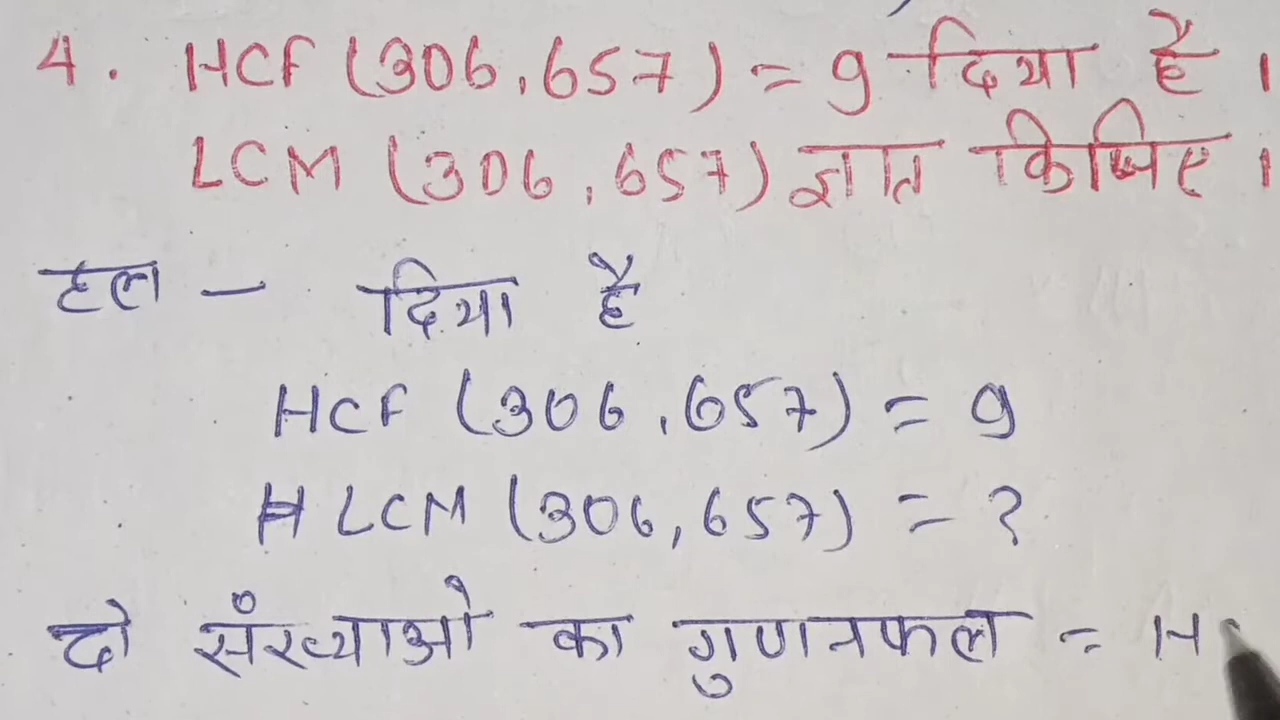 4. HCF (306,657) = 9 दिया है।
LCM (306,657) ज्ञात किजिए।
हल – दिया है
HCF (306,657) = 9
H LCM (306,657) = ?
दो संख्याओ का गुणनफल = H